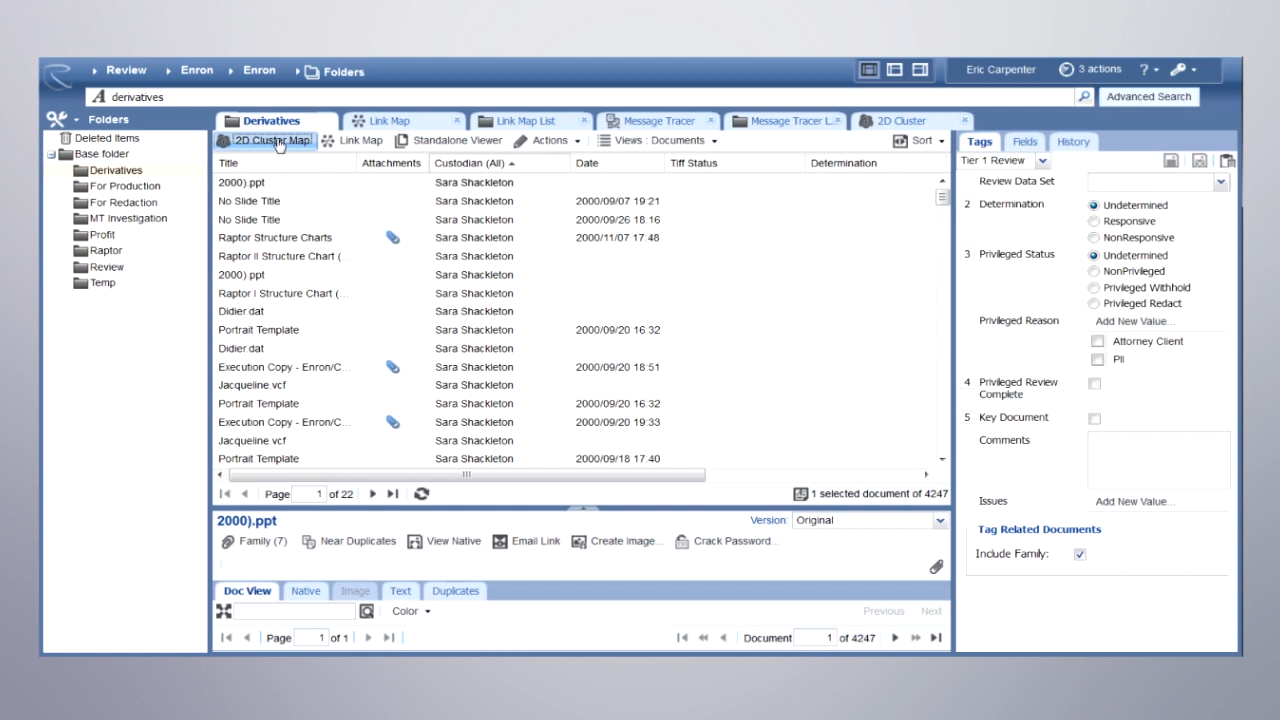 Review Enron Enron Folders
Eric Carpenter 3 actions ?
A derivatives
Advanced Search
Folders
Deleted Items
Base folder
Derivatives
For Production
For Redaction
MT Investigation
Profit
Raptor
Review
Temp
Derivatives Link Map Link Map List Message Tracer Message Tracer L. 2D Cluster
2D Cluster Map Link Map Standalone Viewer Actions Views : Documents Sort
Title Attachments Custodian (All) Date Tiff Status Determination
2000).ppt Sara Shackleton
No Slide Title Sara Shackleton 2000/09/07 19 21
No Slide Title Sara Shackleton 2000/09/26 18 16
Raptor Structure Charts Sara Shackleton 2000/11/07 17 48
Raptor II Structure Chart (... Sara Shackleton
2000).ppt Sara Shackleton
Raptor I Structure Chart (... Sara Shackleton
Didier.dat Sara Shackleton
Portrait Template Sara Shackleton 2000/09/20 16 32
Didier.dat Sara Shackleton
Execution Copy - Enron/C... Sara Shackleton 2000/09/20 18:51
Jacqueline.vcf Sara Shackleton
Portrait Template Sara Shackleton 2000/09/20 16 32
Execution Copy - Enron/C... Sara Shackleton 2000/09/20 19:33
Jacqueline vcf Sara Shackleton
Portrait Template Sara Shackleton 2000/09/18 17 40
Page 1 of 22
1 selected document of 4247
2000).ppt
Version: Original
Family (7) Near Duplicates View Native Email Link Create Image... Crack Password...
Doc View Native Image Text Duplicates
Color Previous Next
Page 1 of 1
Document 1 of 4247
Tags Fields History
Tier 1 Review
Review Data Set
2 Determination
Undetermined
Responsive
NonResponsive
3 Privileged Status
Undetermined
NonPrivileged
Privileged Withhold
Privileged Redact
Privileged Reason Add New Value...
Attorney Client
PII
4 Privileged Review
Complete
5 Key Document
Comments
Issues Add New Value...
Tag Related Documents
Include Family: